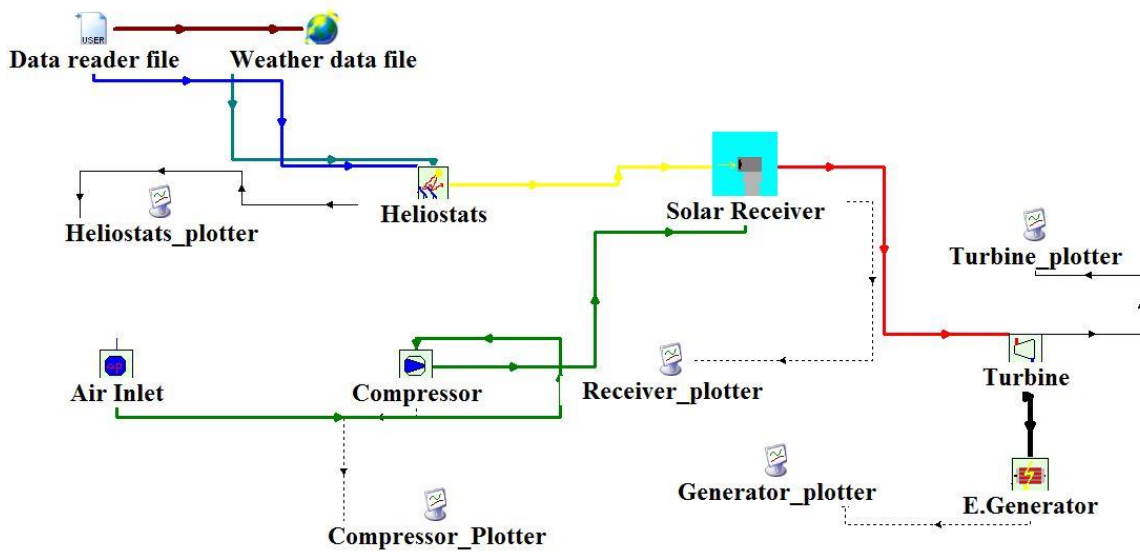 USER
Data reader file
Weather data file
Heliostats
Solar Receiver
Heliostats_plotter
Turbine_plotter
Air Inlet
Compressor
Receiver_plotter
Turbine
Generator_plotter
E.Generator
Compressor_Plotter